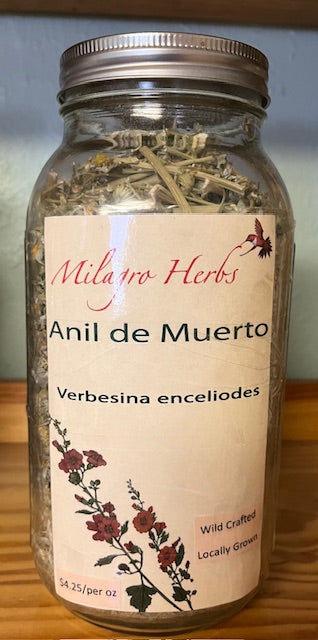 Milagro Herbs
Anil de Muerto
Verbesina enceliodes
Wild Crafted
Locally Grown
$4.25/per oz